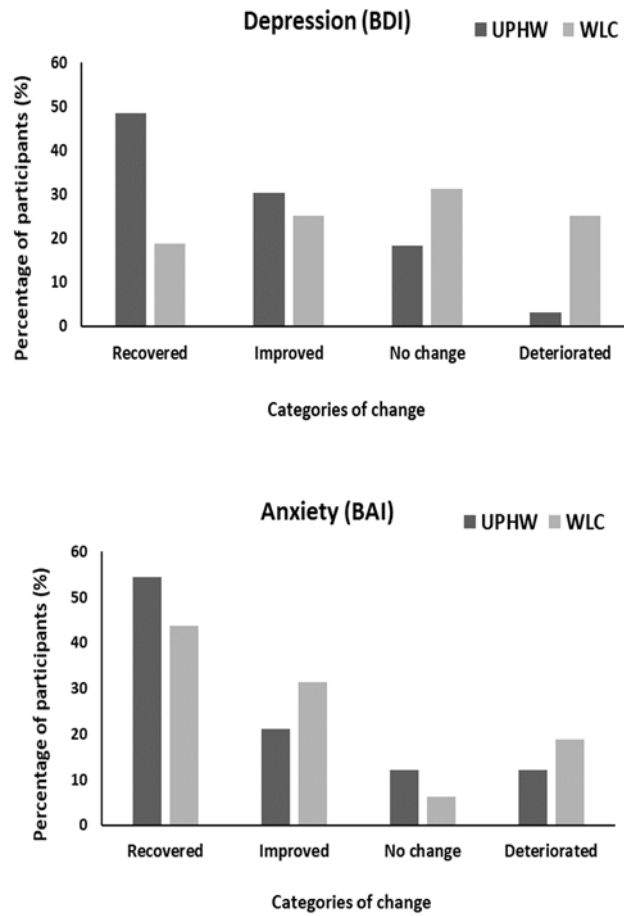 Depression (BDI)
UPHW WLC
Percentage of participants (%)
60
50
40
30
20
10
0
Recovered Improved No change Deteriorated
Categories of change
Anxiety (BAI)
UPHW WLC
Percentage of participants (%)
60
50
40
30
20
10
0
Recovered Improved No change Deteriorated
Categories of change